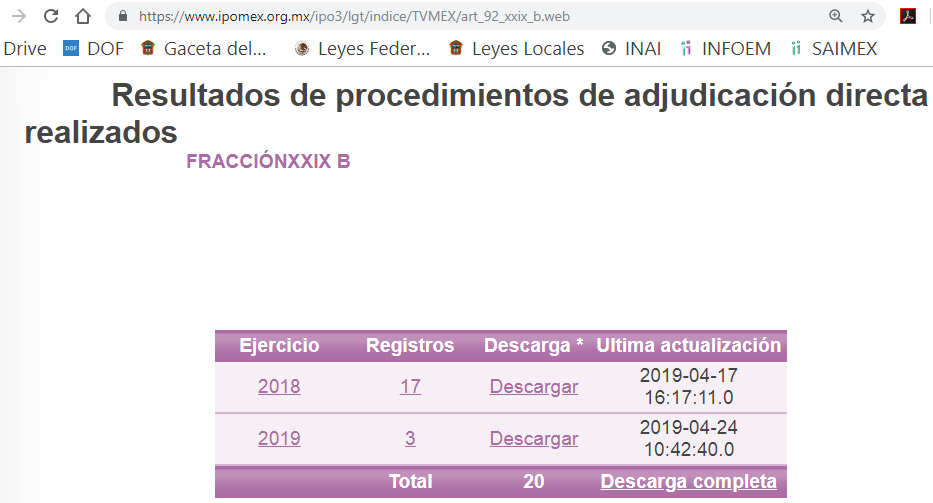 https://www.ipomex.org.mx/ipo3/lgt/indice/TVMEX/art_92_xxix_b.web
Drive DOF DOF Gaceta del... Leyes Feder... Leyes Locales INAI INFOEM SAIMEX
Resultados de procedimientos de adjudicación directa
realizados
FRACCIÓNXXIX B
Ejercicio Registros Descarga * Ultima actualización
2018 17 Descargar 2019-04-17
16:17:11.0
2019 3 Descargar 2019-04-24
10:42:40.0
Total 20 Descarga completa